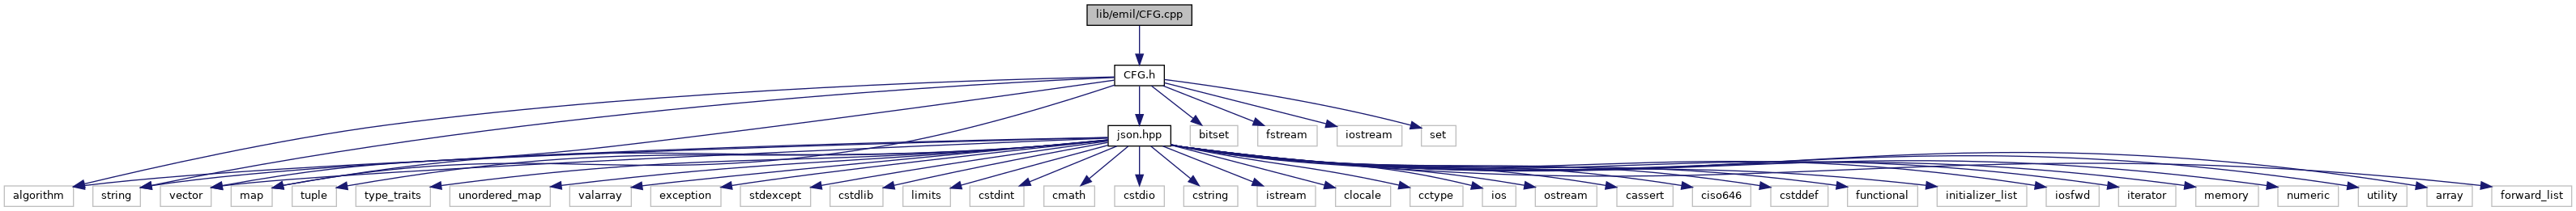 lib/emil/CFG.cpp
CFG.h
json.hpp
bitset
fstream
iostream
set
algorithm
string
vector
map
tuple
type_traits
unordered_map
valarray
exception
stdexcept
cstdlib
limits
cstdint
cmath
cstdio
cstring
istream
clocale
cctype
ios
ostream
cassert
ciso646
cstddef
functional
initializer_list
iosfwd
iterator
memory
numeric
utility
array
forward_list